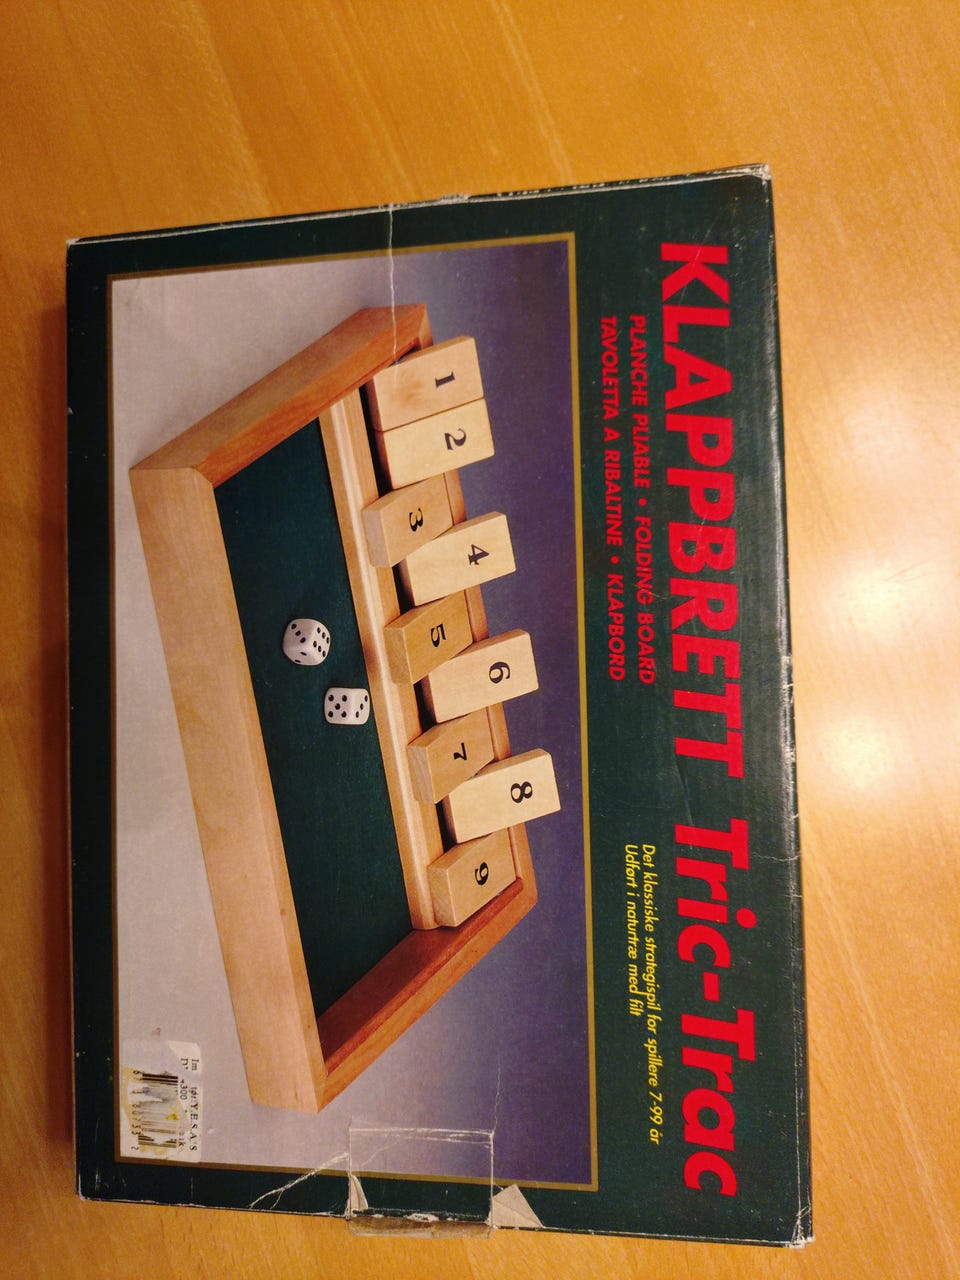 KLAPPBRETT Tric-Trac
PLANCHE PLIABLE • FOLDING BOARD
TAVOLETTA A RIBALTINE • KLAPBORD
Det klassiske strategispil for spillere 7-99 år
Udført i naturtræ med filt
1
2
3
4
5
6
7
8
9
Y.E.S. A/S
4300